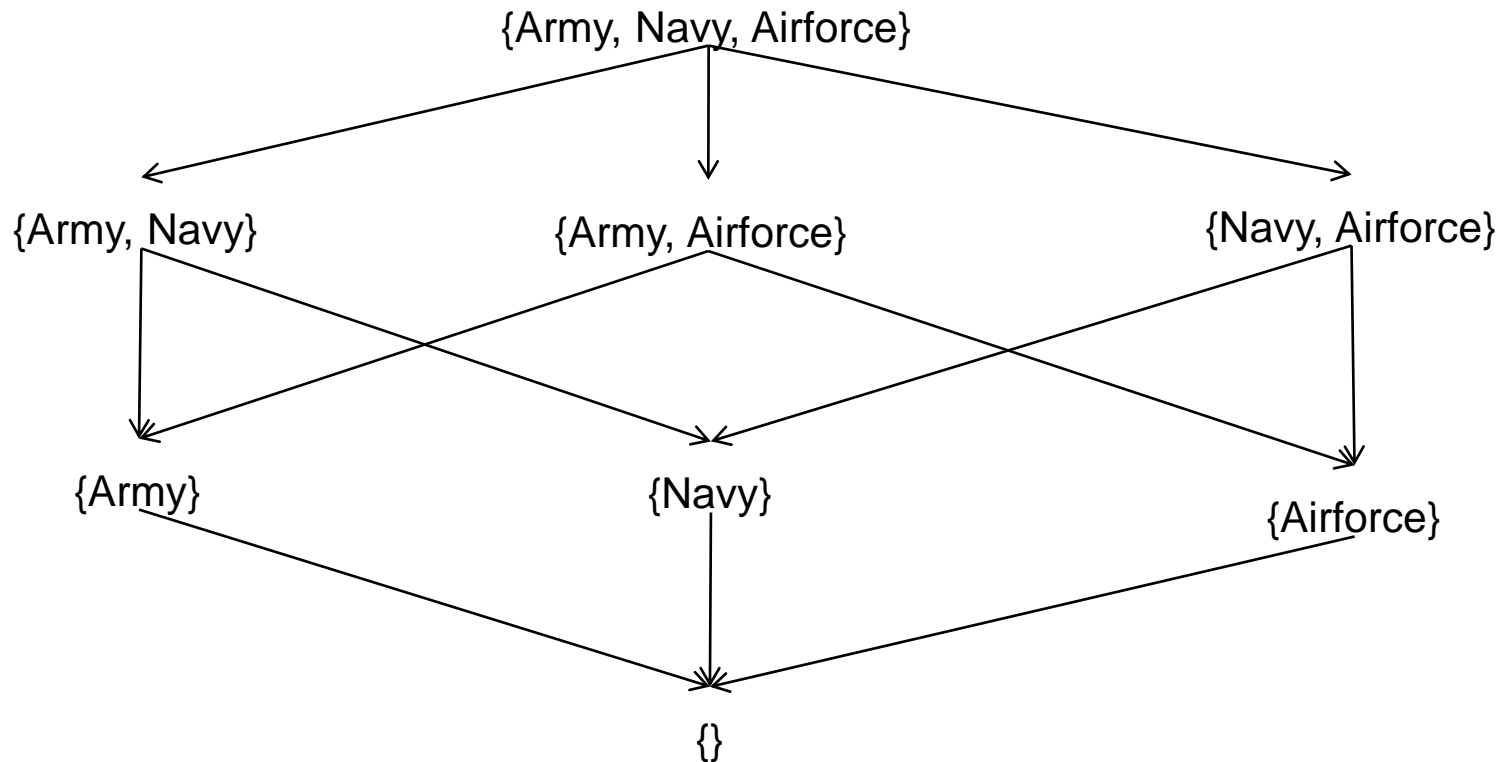 {Army, Navy, Airforce}
{Army, Navy}
{Army, Airforce}
{Navy, Airforce}
{Army}
{Navy}
{Airforce}
{}